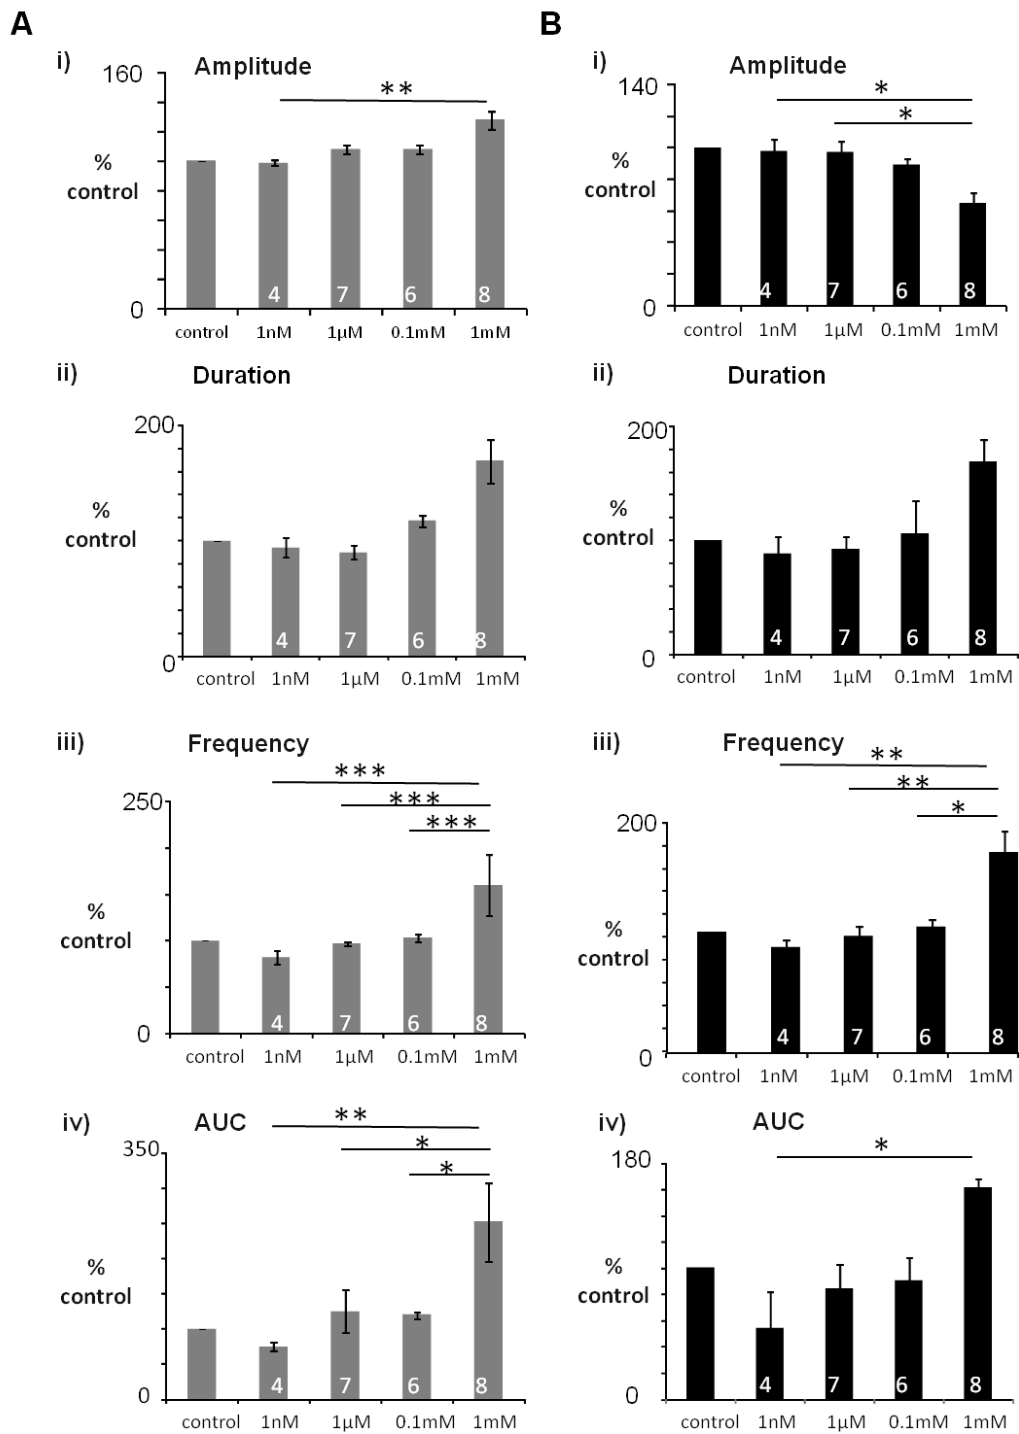 A
i)
Amplitude
160
**
%
control
0
4
7
6
8
control 1nM 1µM 0.1mM 1mM
ii)
Duration
200
%
control
0
4
7
6
8
control 1nM 1µM 0.1mM 1mM
iii)
Frequency
***
***
***
250
%
control
0
4
7
6
8
control 1nM 1µM 0.1mM 1mM
iv)
AUC
**
*
*
350
%
control
0
4
7
6
8
control 1nM 1µM 0.1mM 1mM
B
i)
Amplitude
140
*
*
%
control
0
4
7
6
8
control 1nM 1µM 0.1mM 1mM
ii)
Duration
200
%
control
0
4
7
6
8
control 1nM 1µM 0.1mM 1mM
iii)
Frequency
**
**
*
200
%
control
0
4
7
6
8
control 1nM 1µM 0.1mM 1mM
iv)
AUC
*
180
%
control
0
4
7
6
8
control 1nM 1µM 0.1mM 1mM